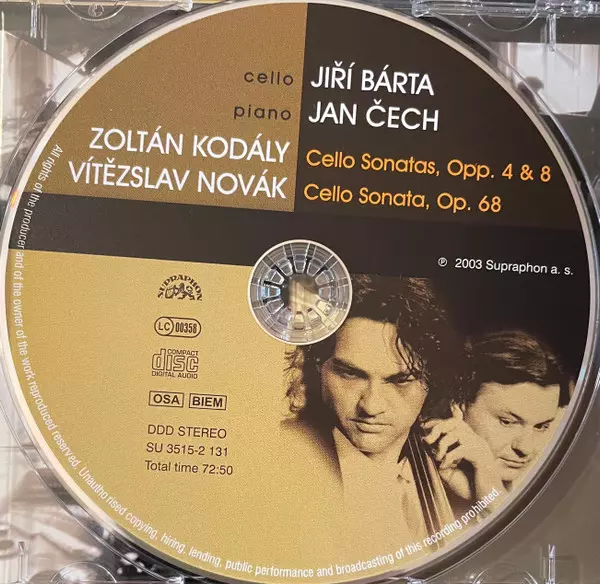 cello JIŘÍ BÁRTA
piano JAN ČECH
ZOLTÁN KODÁLY
Cello Sonatas, Opp. 4 & 8
VÍTĚZSLAV NOVÁK
Cello Sonata, Op. 68
℗ 2003 Supraphon a. s.
SUPRAPHON
LC 00358
COMPACT
disc
DIGITAL AUDIO
OSA BIEM
DDD STEREO
SU 3515-2 131
Total time 72:50
All rights of the producer and of the owner of the work reproduced reserved. Unauthorised copying, hiring, lending, public performance and broadcasting of this recording prohibited.